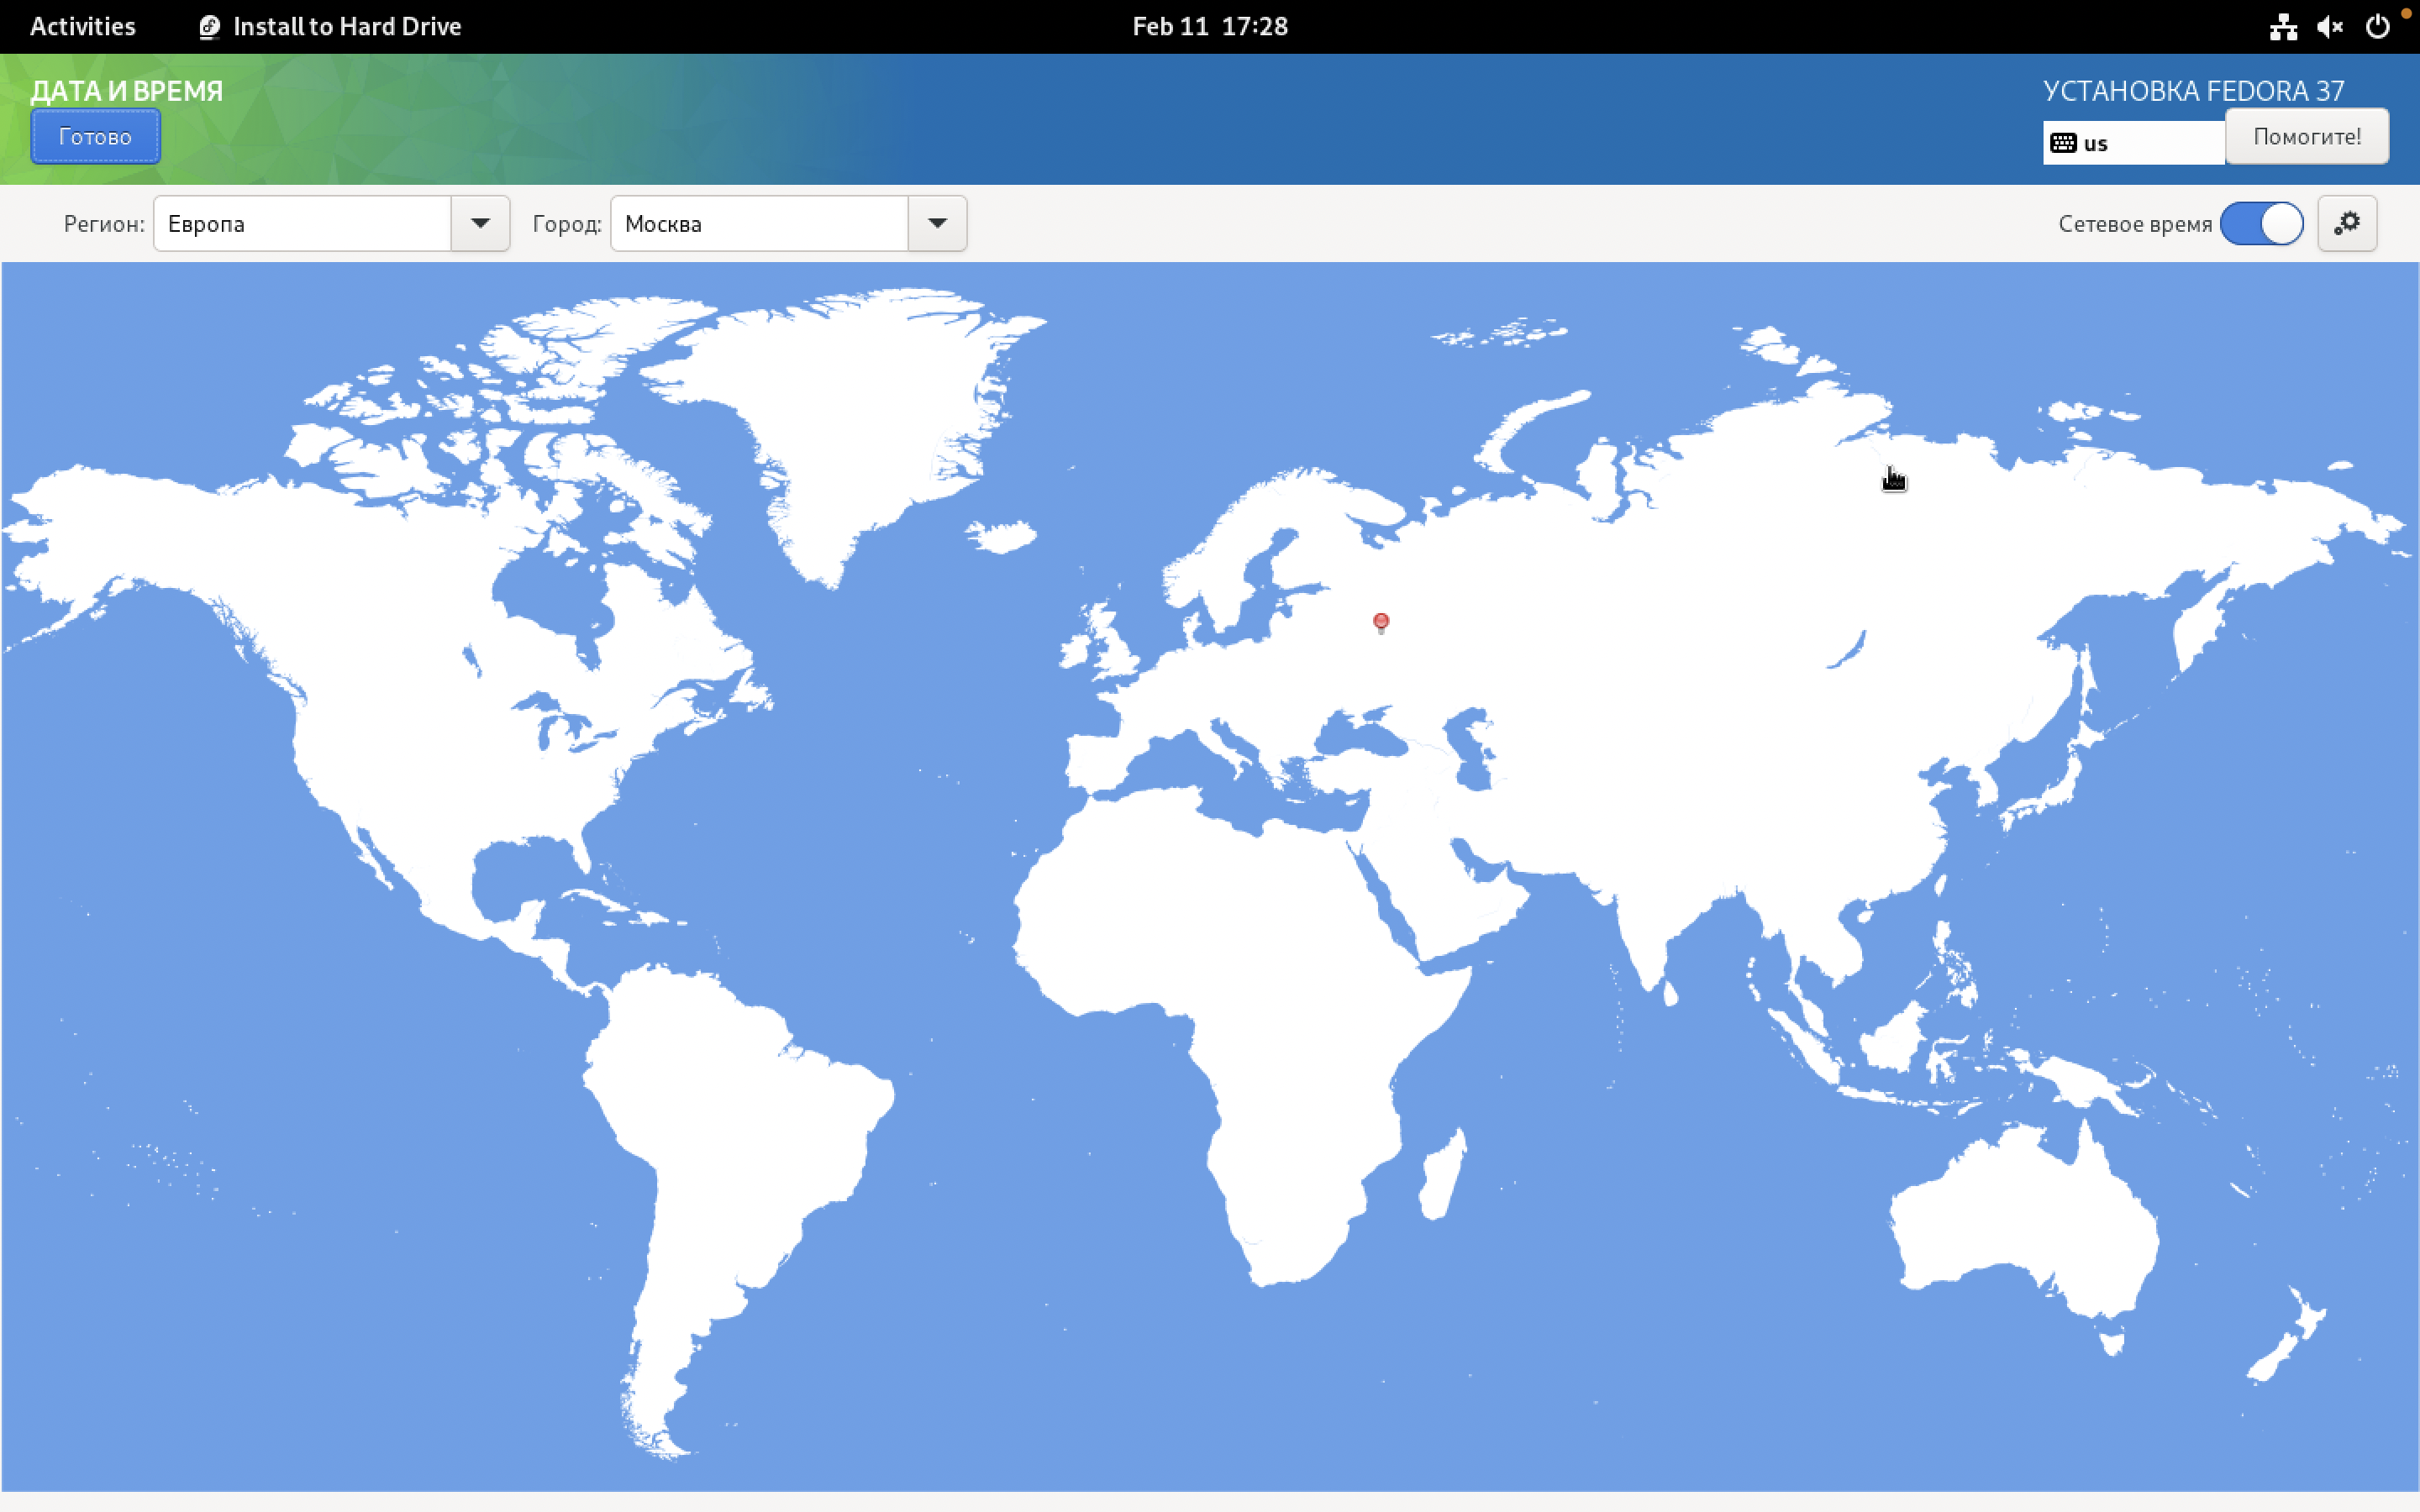 Activities Install to Hard Drive Feb 11 17:28
ДАТА И ВРЕМЯ УСТАНОВКА FEDORA 37
Готово us Помогите!
Регион: Европа Город: Москва Сетевое время